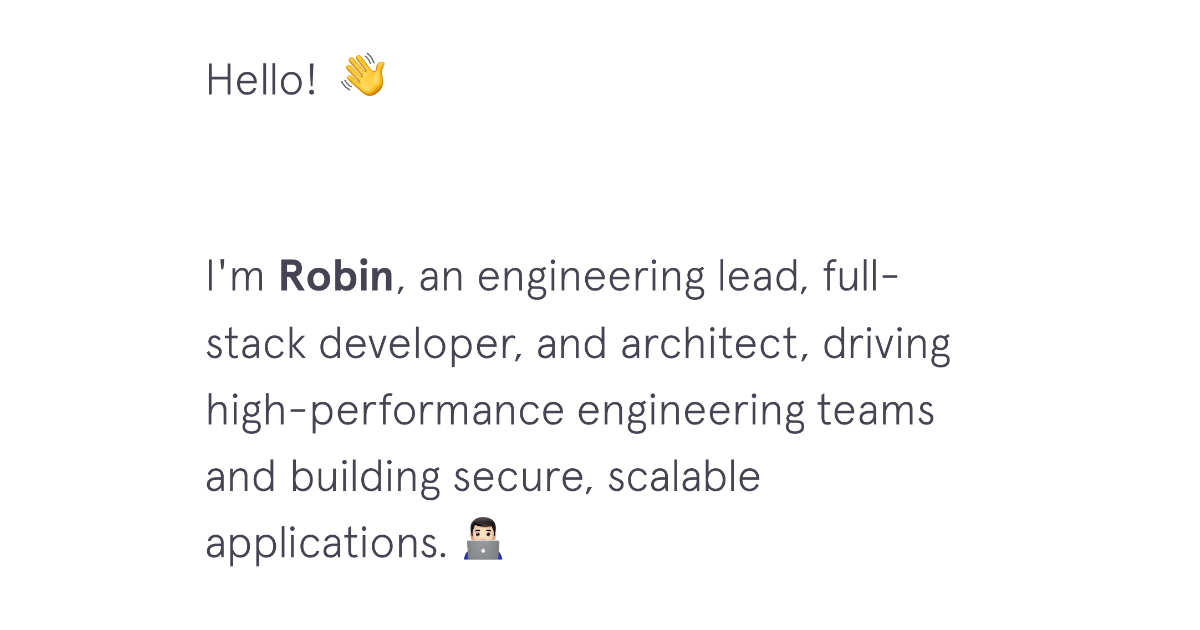 Hello! 👋
I'm Robin, an engineering lead, full-
stack developer, and architect, driving
high-performance engineering teams
and building secure, scalable
applications. 👨🏻‍💻